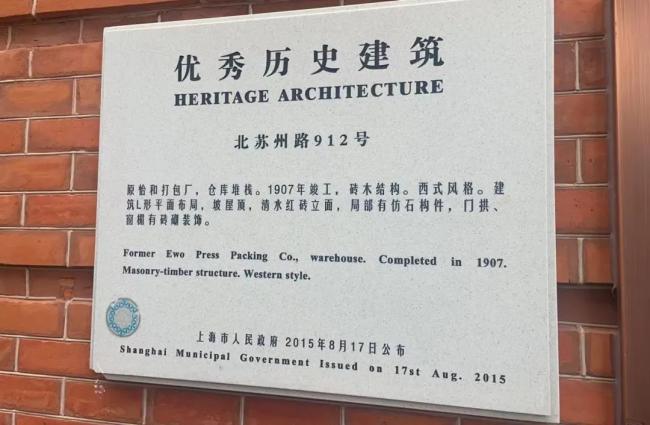 优秀历史建筑
HERITAGE ARCHITECTURE
北苏州路912号
原怡和打包厂，仓库堆栈。1907年竣工，砖木结构。西式风格。建
筑L形平面布局，坡屋顶，清水红砖立面，局部有仿石构件，门拱、
窗楣有砖砌装饰。
Former Ewo Press Packing Co., warehouse. Completed in 1907.
Masonry-timber structure. Western style.
上海市人民政府 2015年8月17日公布
Shanghai Municipal Government Issued on 17st Aug. 2015